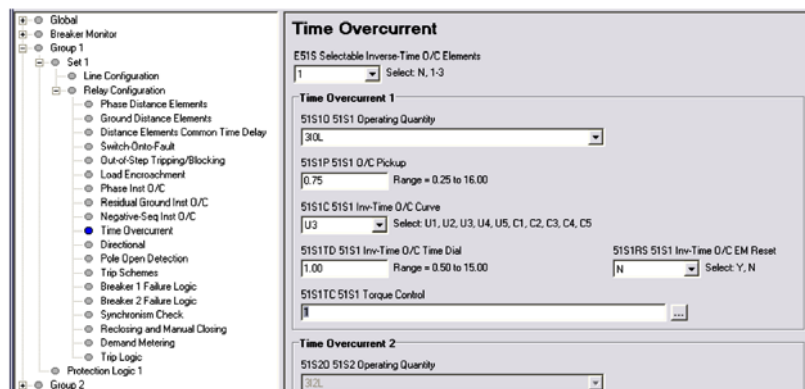 Global
Breaker Monitor
Group 1
Set 1
Line Configuration
Relay Configuration
Phase Distance Elements
Ground Distance Elements
Distance Elements Common Time Delay
Switch-Onto-Fault
Out-of-Step Tripping/Blocking
Load Encroachment
Phase Inst O/C
Residual Ground Inst O/C
Negative-Seq Inst O/C
Time Overcurrent
Directional
Pole Open Detection
Trip Schemes
Breaker 1 Failure Logic
Breaker 2 Failure Logic
Synchronism Check
Reclosing and Manual Closing
Demand Metering
Trip Logic
Protection Logic 1
Group 2
Time Overcurrent
E51S Selectable Inverse-Time O/C Elements
1 Select: N, 1-3
Time Overcurrent 1
51S1O 51S1 Operating Quantity
3I0L
51S1P 51S1 O/C Pickup
0.75 Range = 0.25 to 16.00
51S1C 51S1 Inv-Time O/C Curve
U3 Select: U1, U2, U3, U4, U5, C1, C2, C3, C4, C5
51S1TD 51S1 Inv-Time O/C Time Dial 51S1RS 51S1 Inv-Time O/C EM Reset
1.00 Range = 0.50 to 15.00 N Select: Y, N
51S1TC 51S1 Torque Control
1 ...
Time Overcurrent 2
51S2O 51S2 Operating Quantity
3I2L